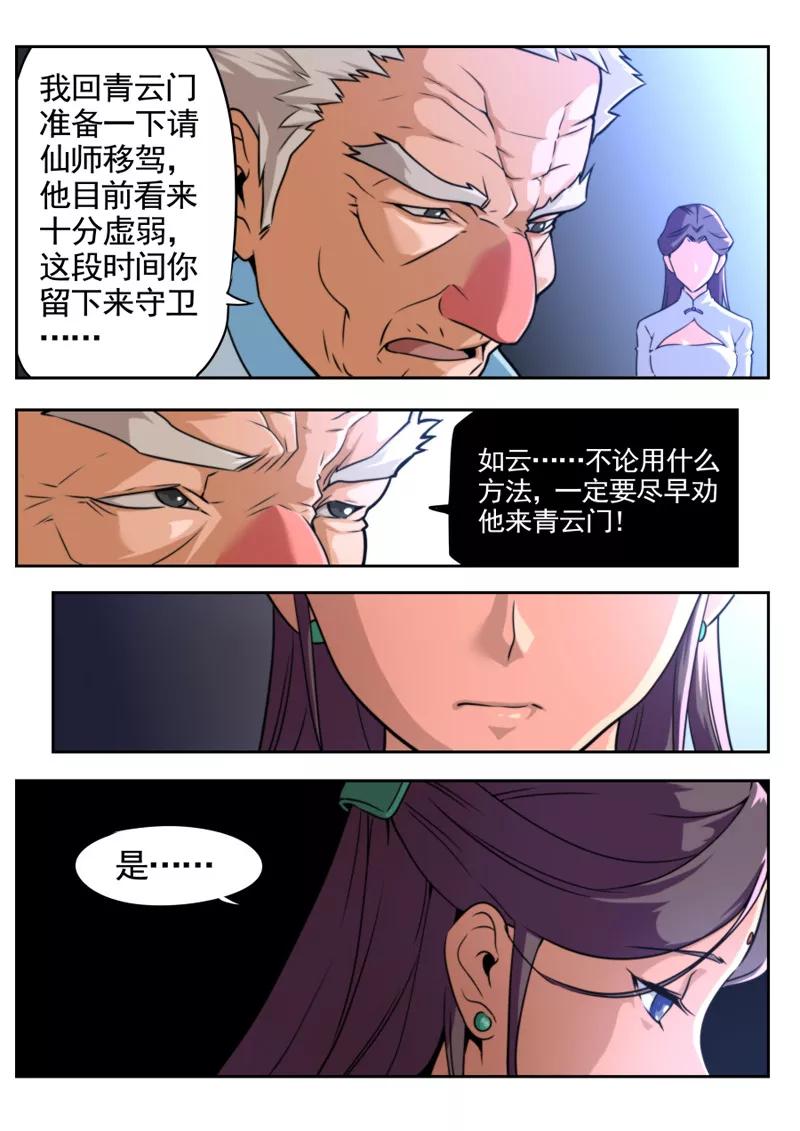 我回青云门
准备一下请
仙师移驾，
他目前看来
十分虚弱，
这段时间你
留下来守卫
……
如云……不论用什么
方法，一定要尽早劝
他来青云门！
是……